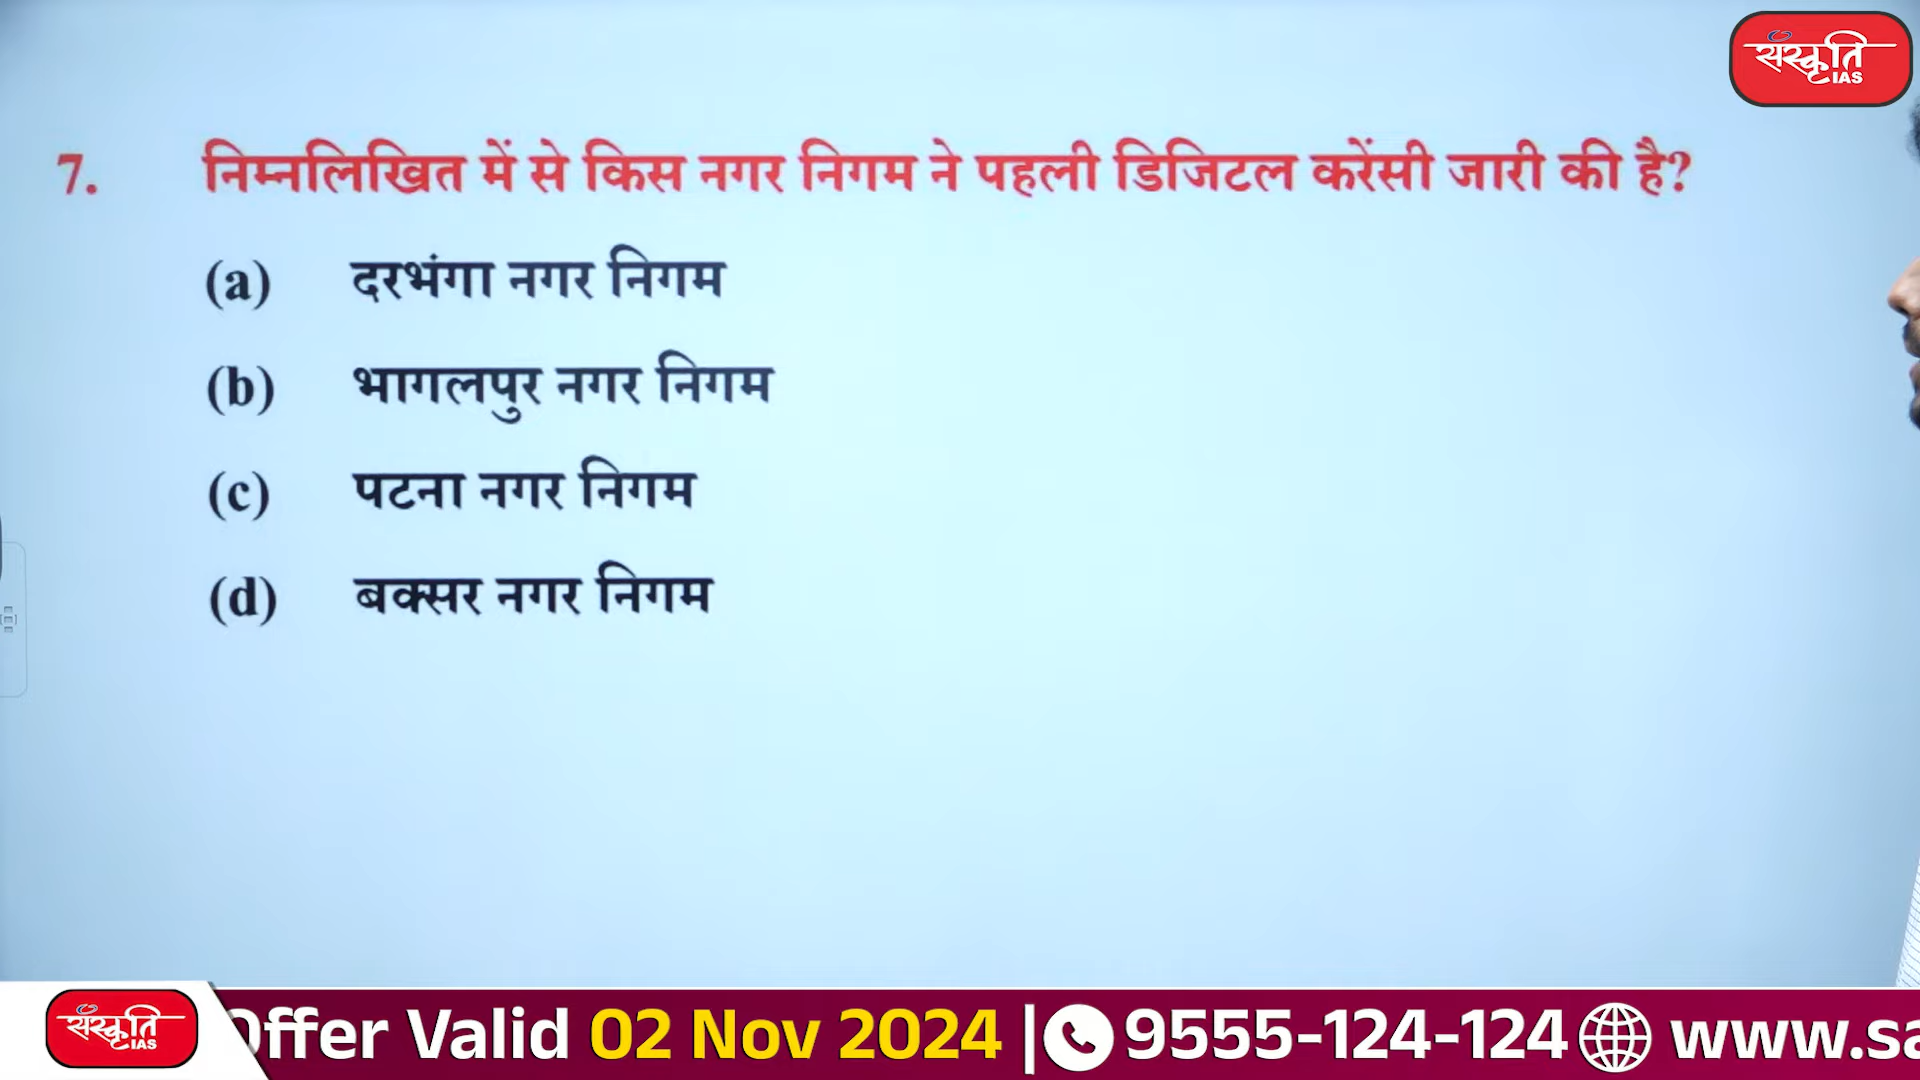 संस्कृति
IAS
7. निम्नलिखित में से किस नगर निगम ने पहली डिजिटल करेंसी जारी की है?
(a) दरभंगा नगर निगम
(b) भागलपुर नगर निगम
(c) पटना नगर निगम
(d) बक्सर नगर निगम
संस्कृति
IAS
Offer Valid 02 Nov 2024 | 9555-124-124 www.sa